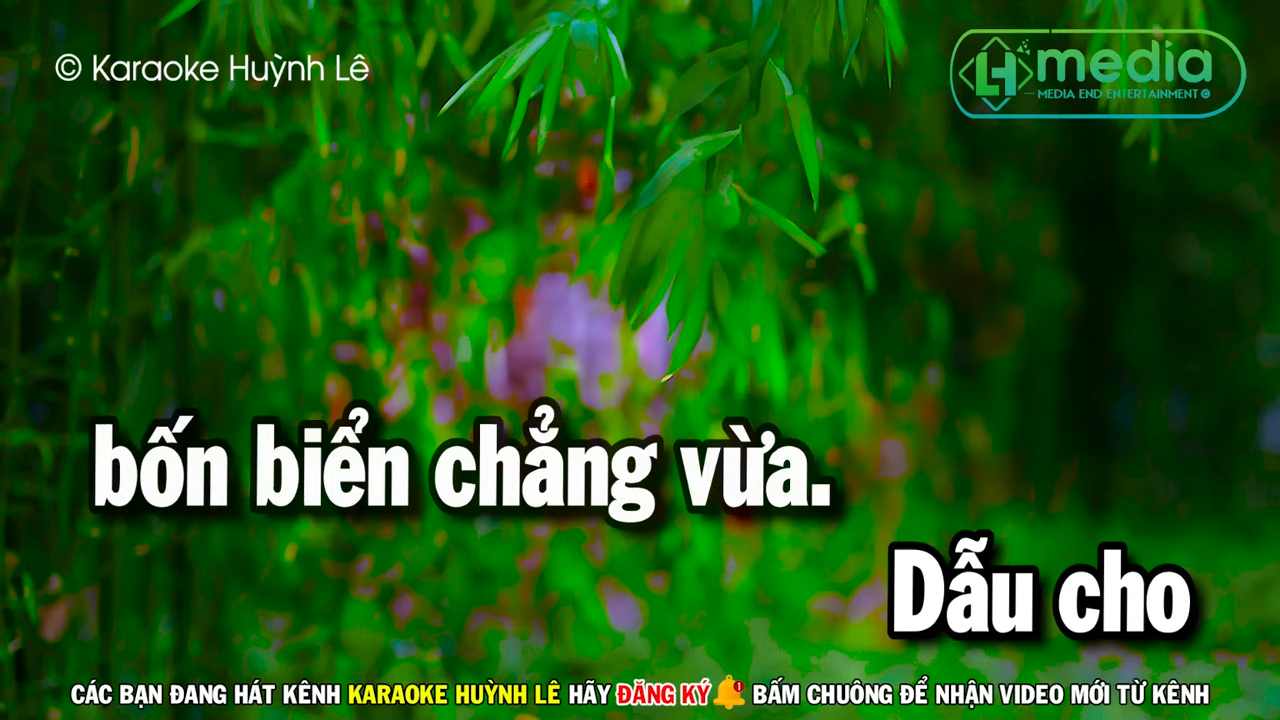 © Karaoke Huỳnh Lê
LH media
MEDIA END ENTERTAINMENT
bốn biển chẳng vừa.
Dẫu cho
CÁC BẠN ĐANG HÁT KÊNH KARAOKE HUỲNH LÊ HÃY ĐĂNG KÝ BẤM CHUÔNG ĐỂ NHẬN VIDEO MỚI TỪ KÊNH